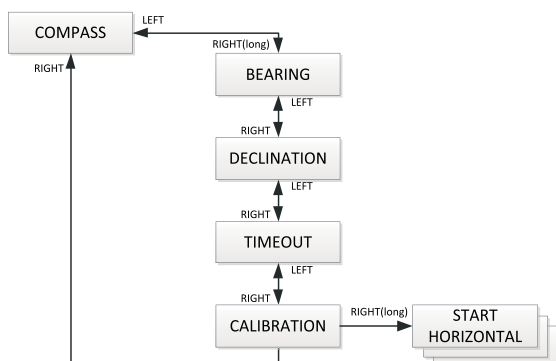 COMPASS
LEFT
RIGHT(long)
RIGHT
BEARING
LEFT
RIGHT
DECLINATION
LEFT
RIGHT
TIMEOUT
LEFT
RIGHT
CALIBRATION
RIGHT(long)
START
HORIZONTAL